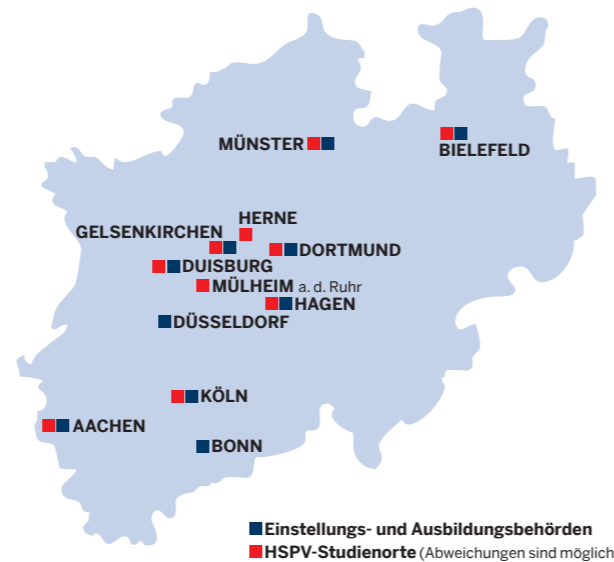 MÜNSTER
BIELEFELD
HERNE
GELSENKIRCHEN
DORTMUND
DUISBURG
MÜLHEIM a. d. Ruhr
HAGEN
DÜSSELDORF
KÖLN
AACHEN
BONN
Einstellungs- und Ausbildungsbehörden
HSPV-Studienorte (Abweichungen sind möglich